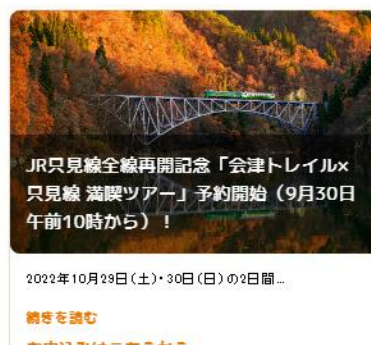 JR只見線全線再開記念「会津トレイル×
只見線 満喫ツアー」予約開始（9月30日
午前10時から）！
2022年10月29日(土)・30日(日)の2日間…
続きを読む